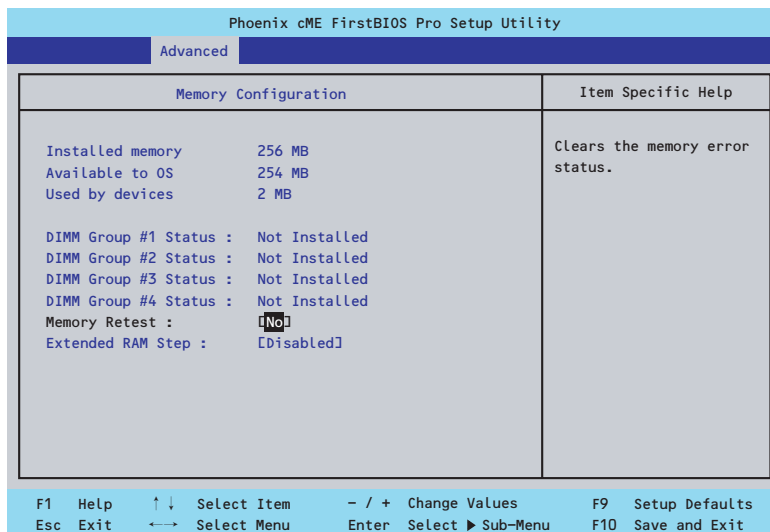 Phoenix cME FirstBIOS Pro Setup Utility
Advanced
Memory Configuration
Item Specific Help
Installed memory 256 MB
Available to OS 254 MB
Used by devices 2 MB
DIMM Group #1 Status : Not Installed
DIMM Group #2 Status : Not Installed
DIMM Group #3 Status : Not Installed
DIMM Group #4 Status : Not Installed
Memory Retest : [No]
Extended RAM Step : [Disabled]
Clears the memory error
status.
F1 Help ↑↓ Select Item - / + Change Values F9 Setup Defaults
Esc Exit ←→ Select Menu Enter Select ▶ Sub-Menu F10 Save and Exit